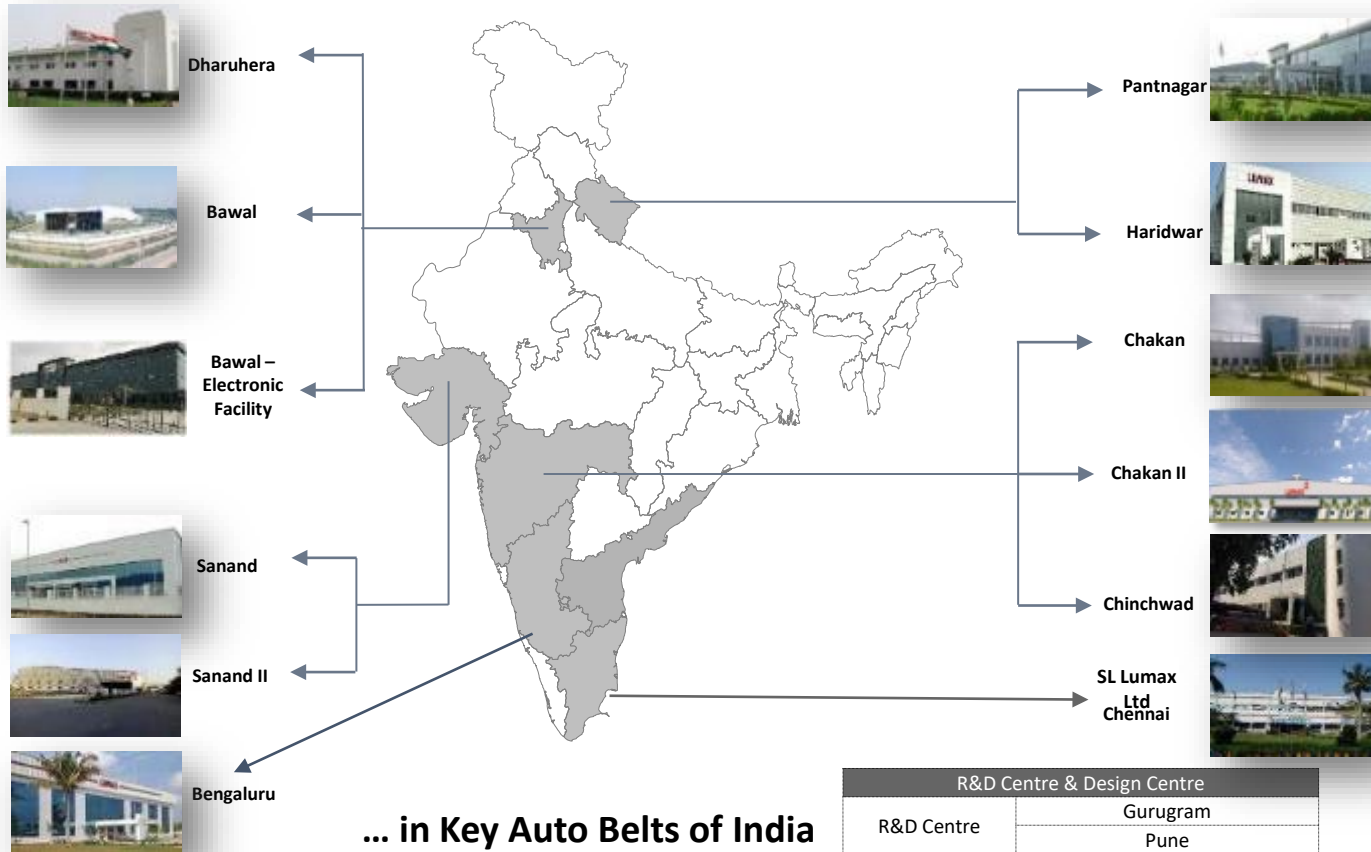 Dharuhera
Bawal
Bawal –
Electronic
Facility
Sanand
Sanand II
Bengaluru
Pantnagar
Haridwar
LUMAX
Chakan
Chakan II
Chinchwad
SL Lumax
Ltd
Chennai
... in Key Auto Belts of India
R&D Centre & Design Centre
R&D Centre
Gurugram
Pune